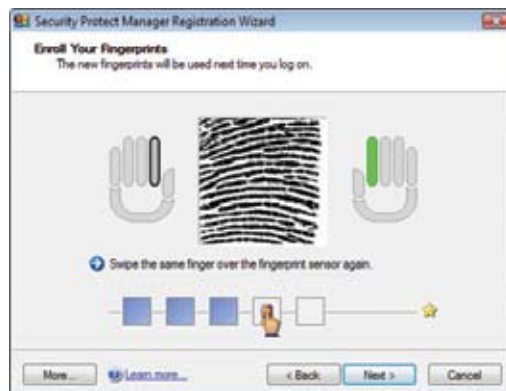 Security Protect Manager Registration Wizard
Enroll Your Fingerprints
The new fingerprints will be used next time you log on.
Swipe the same finger over the fingerprint sensor again.
More... Learn more... < Back Next > Cancel